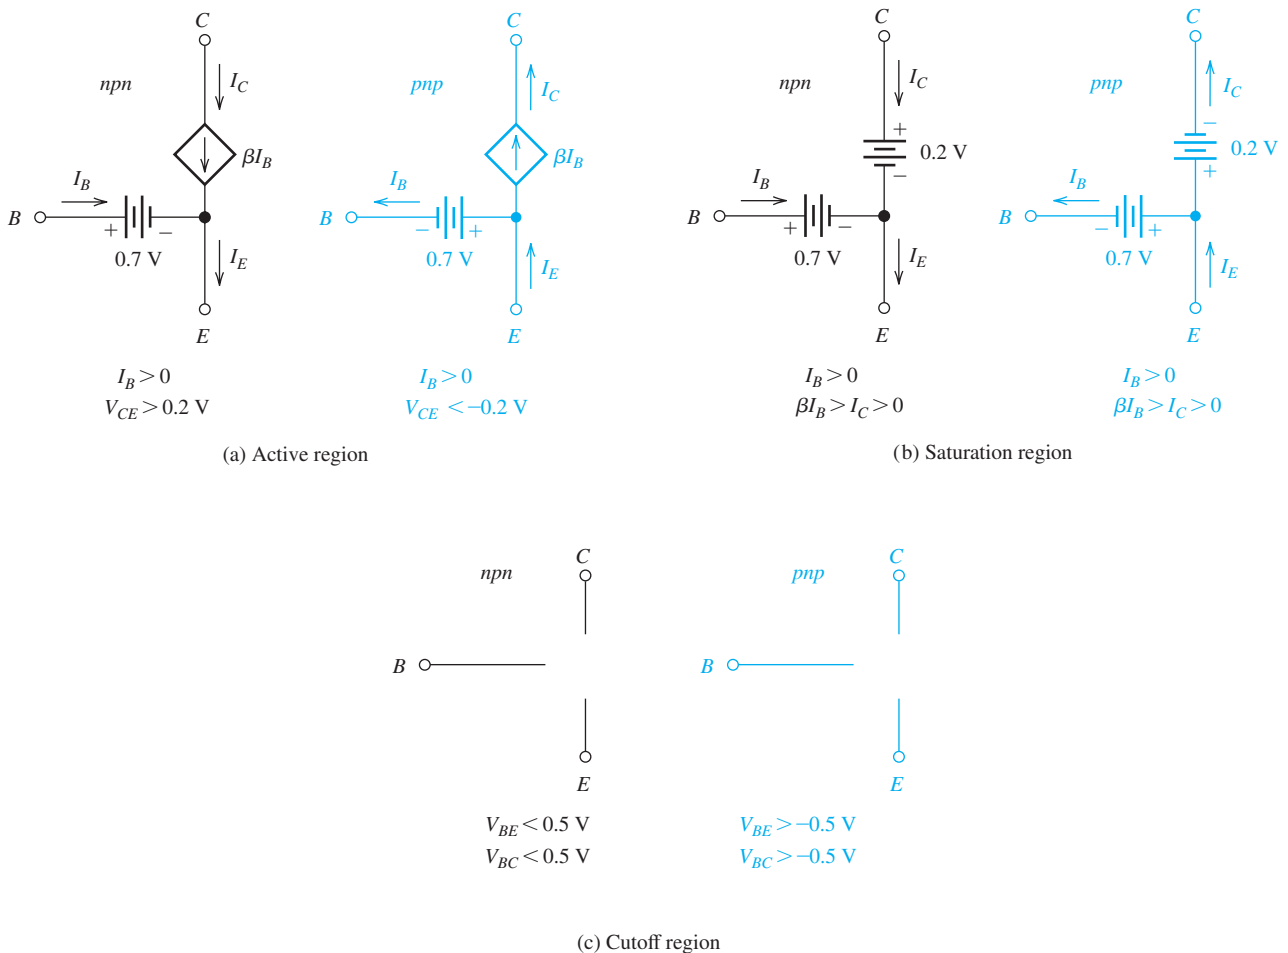 C
npn
I_C
βI_B
I_B
B
+ −
0.7 V
I_E
E
I_B > 0
V_CE > 0.2 V
C
pnp
I_C
βI_B
I_B
B
− +
0.7 V
I_E
E
I_B > 0
V_CE < −0.2 V
(a) Active region
C
npn
I_C
+
0.2 V
−
I_B
B
+ −
0.7 V
I_E
E
I_B > 0
βI_B > I_C > 0
C
pnp
I_C
−
0.2 V
+
I_B
B
− +
0.7 V
I_E
E
I_B > 0
βI_B > I_C > 0
(b) Saturation region
C
npn
B
E
V_BE < 0.5 V
V_BC < 0.5 V
C
pnp
B
E
V_BE > −0.5 V
V_BC > −0.5 V
(c) Cutoff region